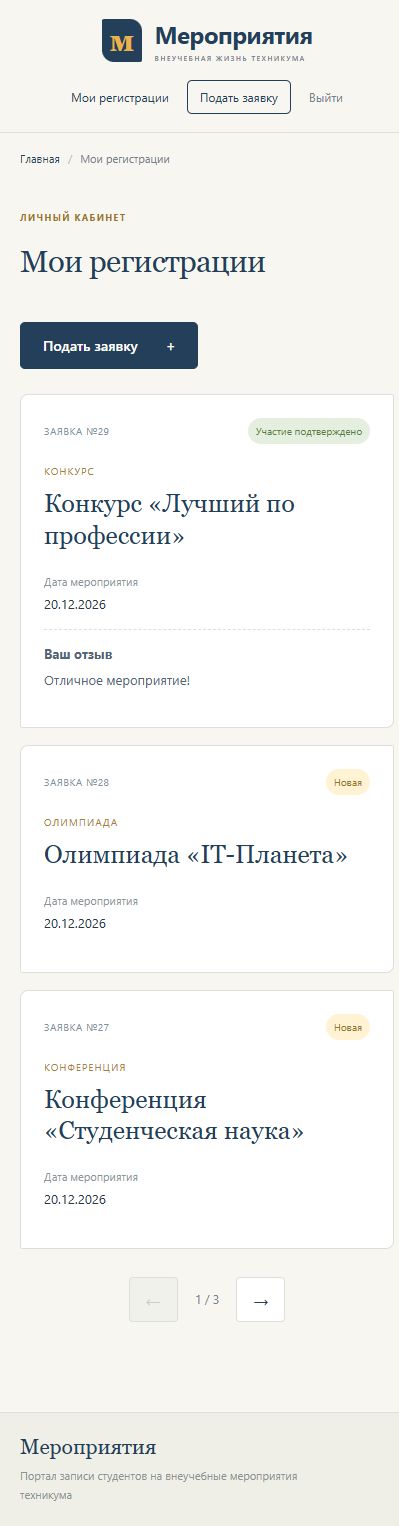 м Мероприятия
ВНЕУЧЕБНАЯ ЖИЗНЬ ТЕХНИКУМА
Мои регистрации Подать заявку Выйти
Главная / Мои регистрации
ЛИЧНЫЙ КАБИНЕТ
Мои регистрации
Подать заявку +
ЗАЯВКА №29 Участие подтверждено
КОНКУРС
Конкурс «Лучший по
профессии»
Дата мероприятия
20.12.2026
Ваш отзыв
Отличное мероприятие!
ЗАЯВКА №28 Новая
ОЛИМПИАДА
Олимпиада «IT-Планета»
Дата мероприятия
20.12.2026
ЗАЯВКА №27 Новая
КОНФЕРЕНЦИЯ
Конференция
«Студенческая наука»
Дата мероприятия
20.12.2026
← 1 / 3 →
Мероприятия
Портал записи студентов на внеучебные мероприятия
техникума